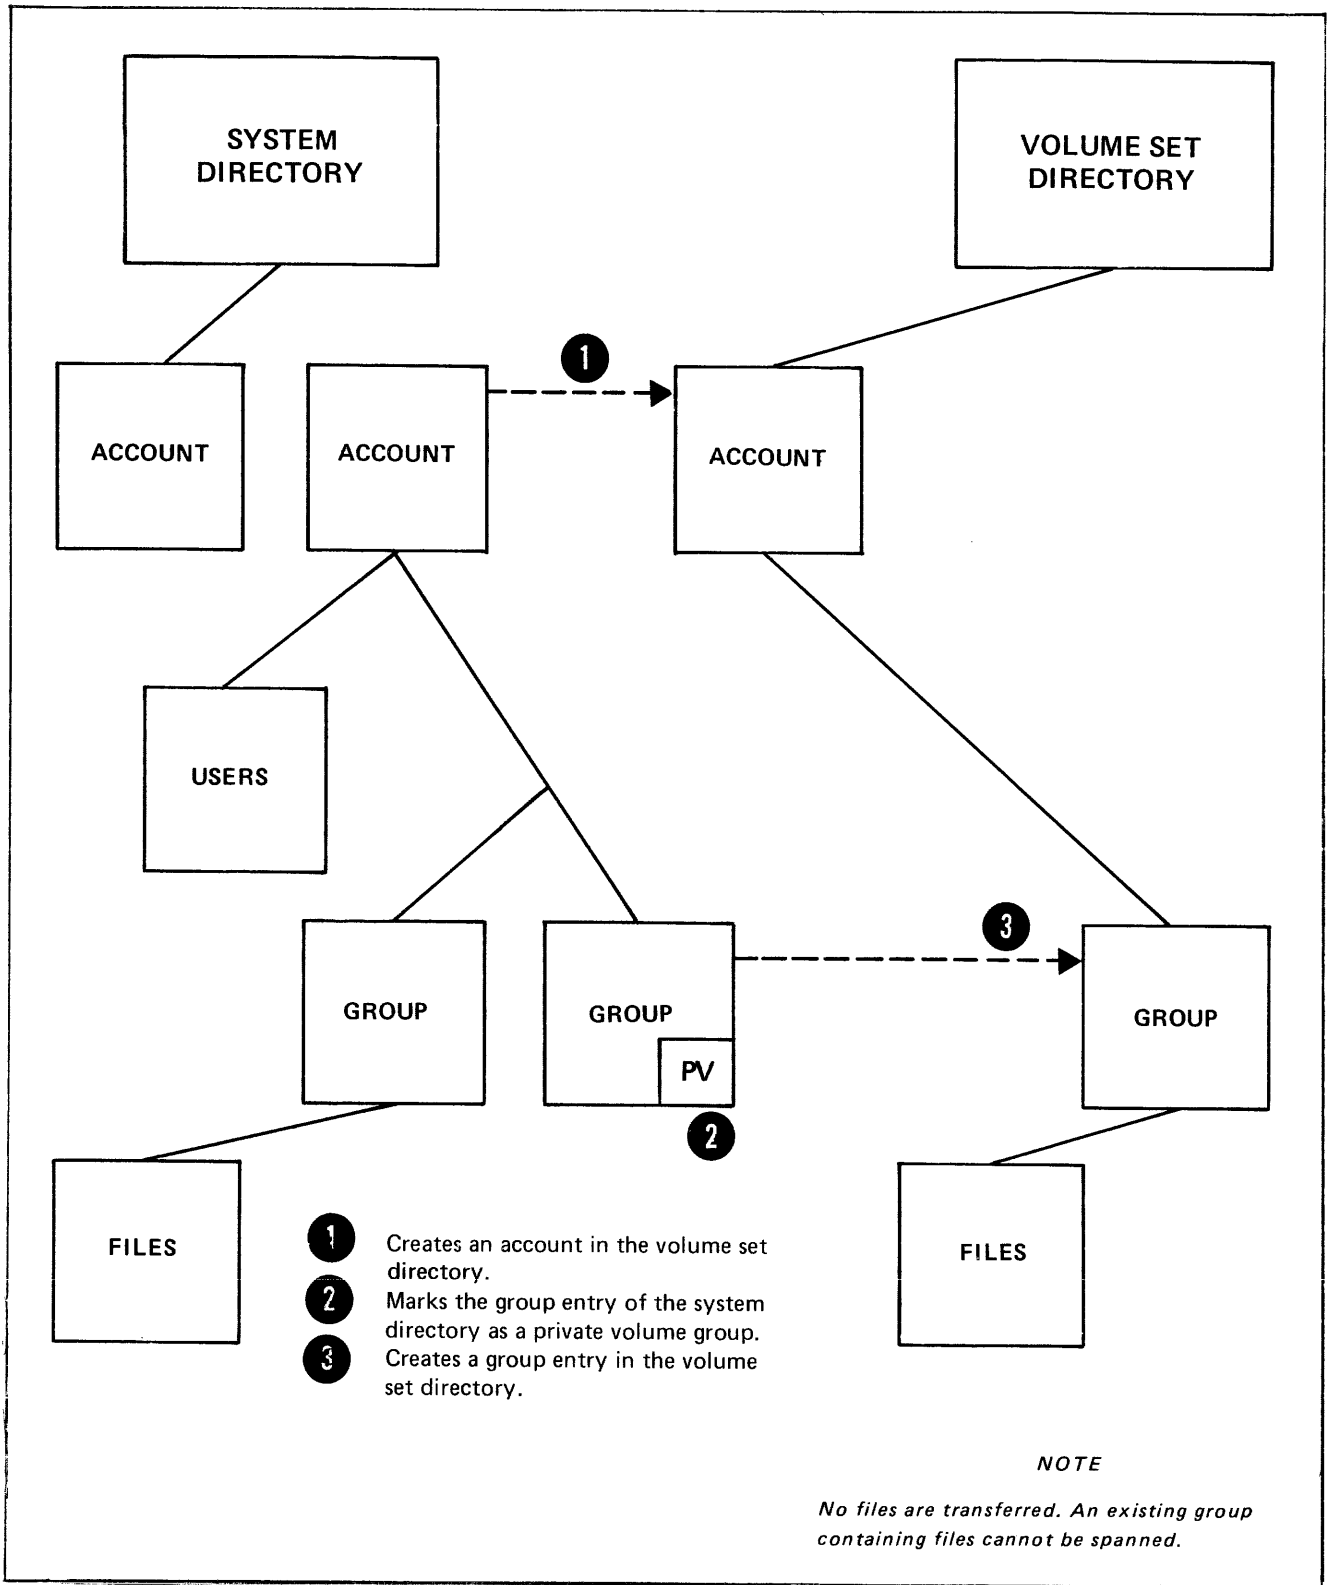 SYSTEM
DIRECTORY
VOLUME SET
DIRECTORY
1
ACCOUNT
ACCOUNT
ACCOUNT
USERS
3
GROUP
GROUP
PV
GROUP
2
FILES
FILES
1 Creates an account in the volume set
directory.
2 Marks the group entry of the system
directory as a private volume group.
3 Creates a group entry in the volume
set directory.
NOTE
No files are transferred. An existing group
containing files cannot be spanned.